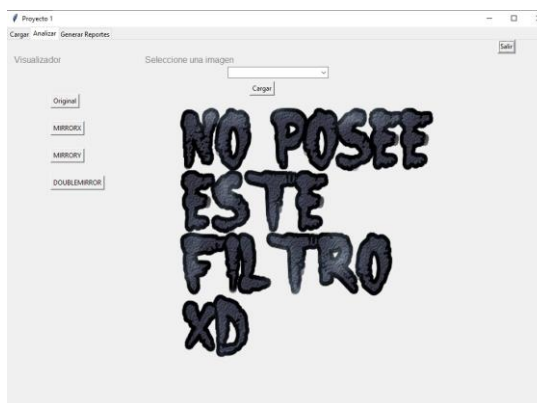 Proyecto 1
Cargar Analizar Generar Reportes
Salir
Visualizador
Seleccione una imagen
Cargar
Original
MIRRORX
MIRRORY
DOUBLEMIRROR
NO POSEE
ESTE
FILTRO
XD